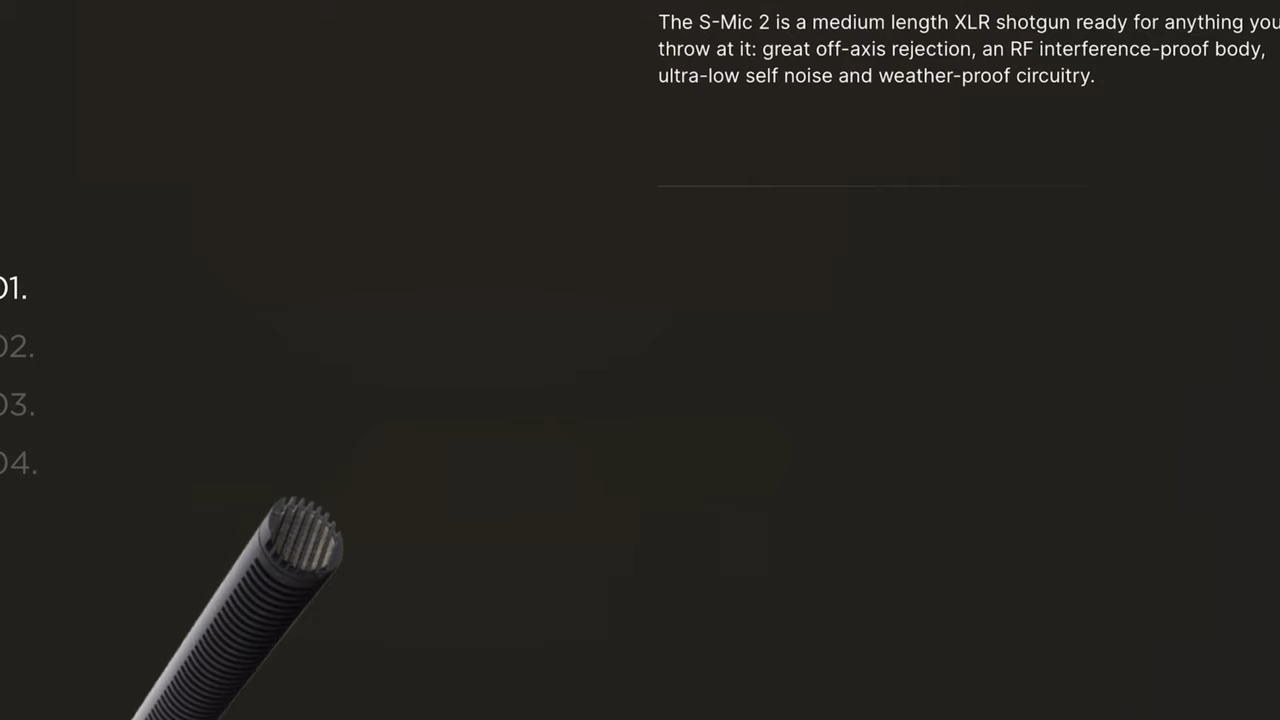 The S-Mic 2 is a medium length XLR shotgun ready for anything you
throw at it: great off-axis rejection, an RF interference-proof body,
ultra-low self noise and weather-proof circuitry.
01.
02.
03.
04.